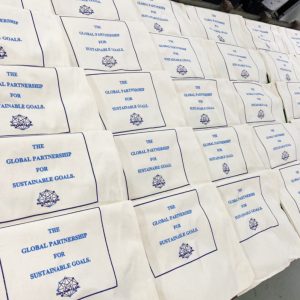 THE
GLOBAL PARTNERSHIP
FOR
SUSTAINABLE GOALS.